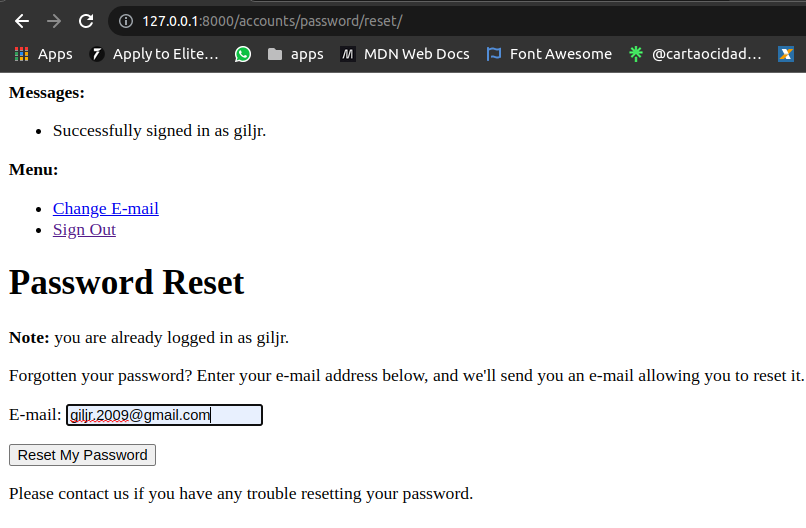 127.0.0.1:8000/accounts/password/reset/
Apps Apply to Elite… apps MDN Web Docs Font Awesome @cartaocidad…
Messages:
Successfully signed in as giljr.
Menu:
Change E-mail
Sign Out
Password Reset
Note: you are already logged in as giljr.
Forgotten your password? Enter your e-mail address below, and we'll send you an e-mail allowing you to reset it.
E-mail: giljr.2009@gmail.com
Reset My Password
Please contact us if you have any trouble resetting your password.